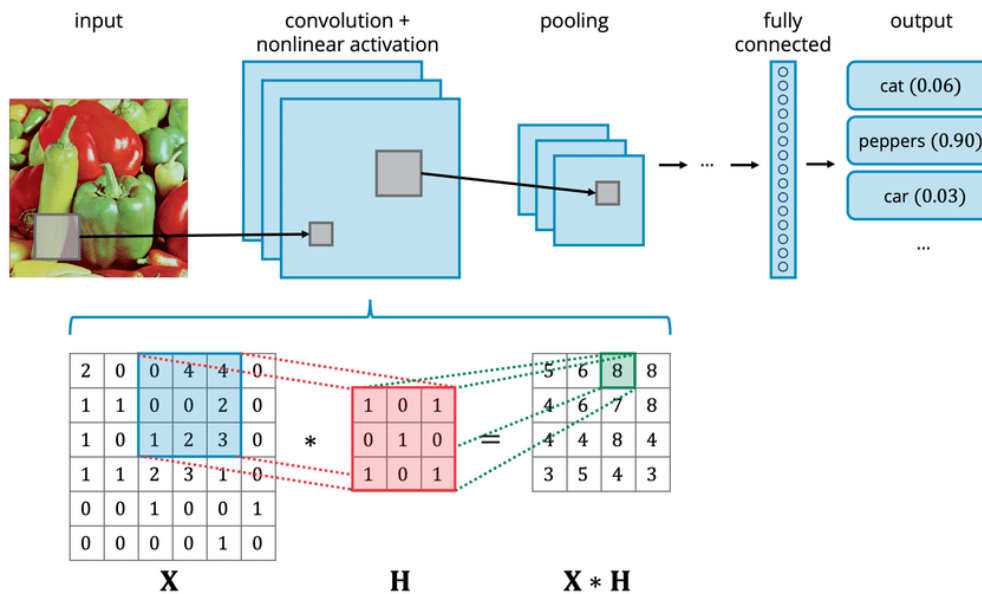 input
convolution +
nonlinear activation
pooling
fully
connected
output
cat (0.06)
peppers (0.90)
car (0.03)
...
...
2 0 0 4 4 0
1 1 0 0 2 0
1 0 1 2 3 0
1 1 2 3 1 0
0 0 1 0 0 1
0 0 0 0 1 0
X
*
1 0 1
0 1 0
1 0 1
H
=
5 6 8 8
4 6 7 8
4 4 8 4
3 5 4 3
X * H